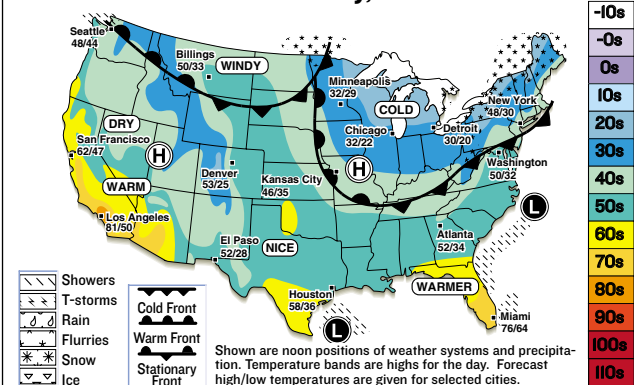 Seattle
48/44
Billings
50/33
WINDY
Minneapolis
32/29
COLD
New York
48/30
DRY
Chicago
32/22
Detroit
30/20
San Francisco
62/47
H
H
Washington
50/32
Denver
53/25
Kansas City
46/35
WARM
L
Los Angeles
81/50
El Paso
52/28
NICE
Atlanta
52/34
WARMER
Houston
58/36
L
Miami
76/64
Showers
T-storms
Rain
Flurries
Snow
Ice
Cold Front
Warm Front
Stationary
Front
Shown are noon positions of weather systems and precipita-
tion. Temperature bands are highs for the day. Forecast
high/low temperatures are given for selected cities.
-10s
-0s
0s
10s
20s
30s
40s
50s
60s
70s
80s
90s
100s
110s